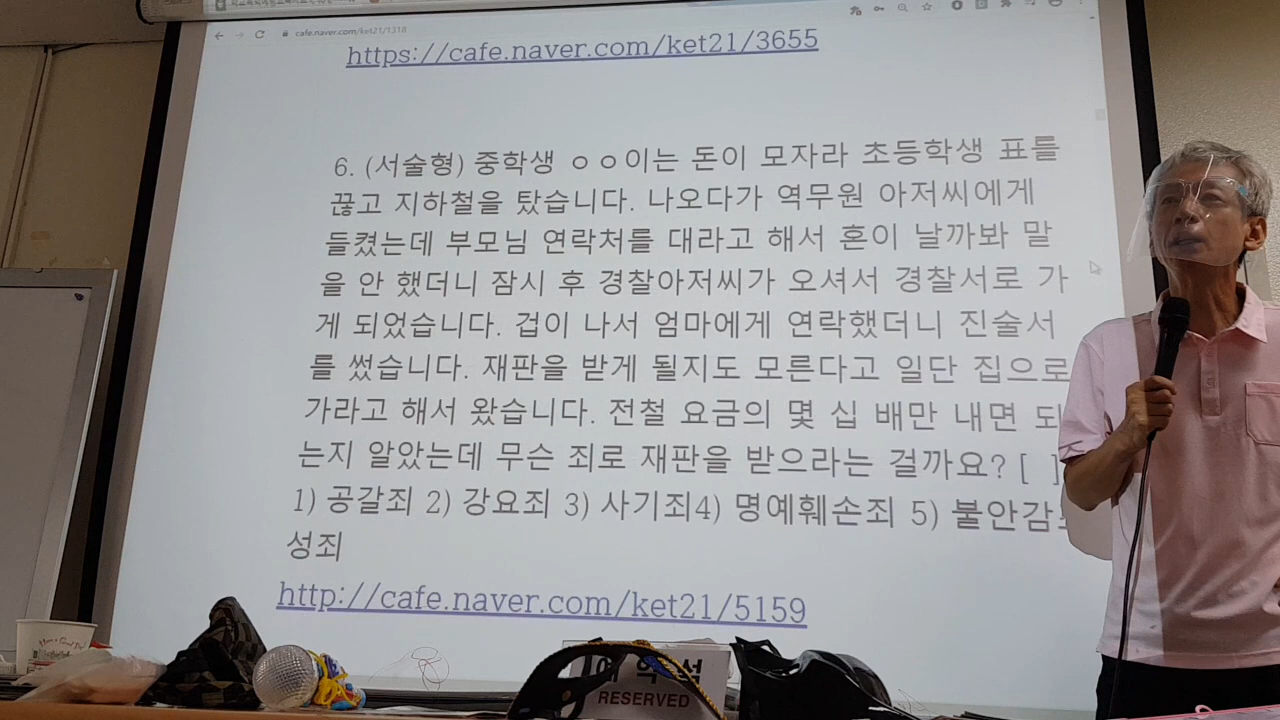 cafe.naver.com/ket21/1318
https://cafe.naver.com/ket21/3655
6. (서술형) 중학생 ㅇㅇ이는 돈이 모자라 초등학생 표를
끊고 지하철을 탔습니다. 나오다가 역무원 아저씨에게
들켰는데 부모님 연락처를 대라고 해서 혼이 날까봐 말
을 안 했더니 잠시 후 경찰아저씨가 오셔서 경찰서로 가
게 되었습니다. 겁이 나서 엄마에게 연락했더니 진술서
를 썼습니다. 재판을 받게 될지도 모른다고 일단 집으로
가라고 해서 왔습니다. 전철 요금의 몇 십 배만 내면 되
는지 알았는데 무슨 죄로 재판을 받으라는 걸까요? [ ]
1) 공갈죄 2) 강요죄 3) 사기죄4) 명예훼손죄 5) 불안감
성죄
http://cafe.naver.com/ket21/5159
RESERVED